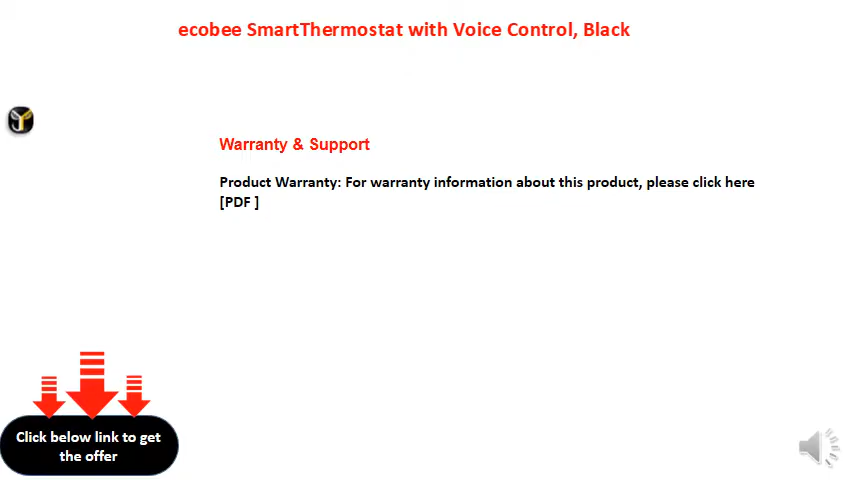 ecobee SmartThermostat with Voice Control, Black
Warranty & Support
Product Warranty: For warranty information about this product, please click here
[PDF ]
Click below link to get
the offer